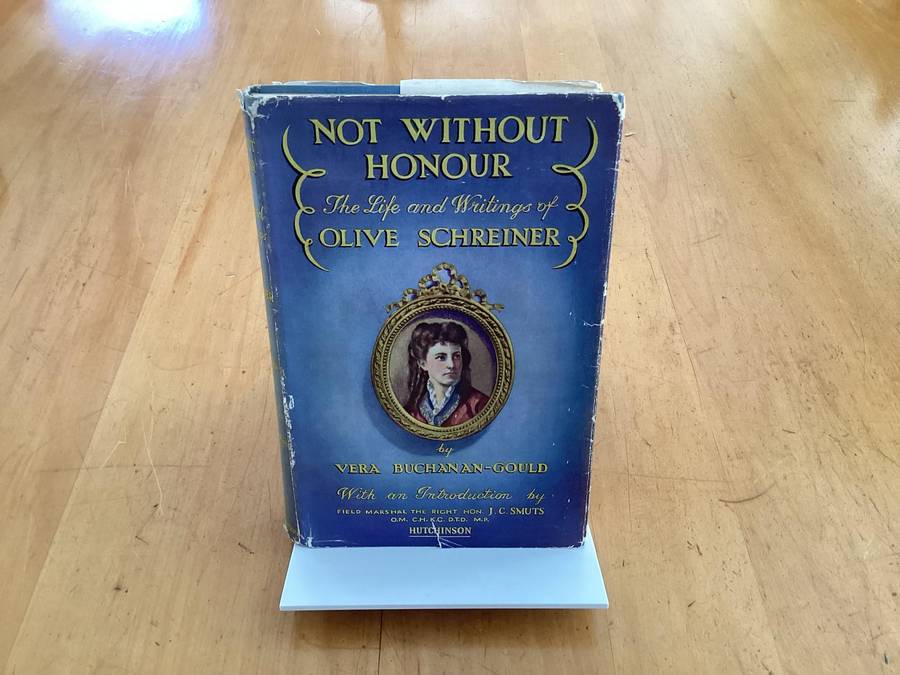 NOT WITHOUT
HONOUR
The Life and Writings of
OLIVE SCHREINER
by
VERA BUCHANAN-GOULD
With an Introduction by
FIELD MARSHAL THE RIGHT HON. J. C. SMUTS
O.M. C.H. K.C. D.T.D. M.P.
HUTCHINSON